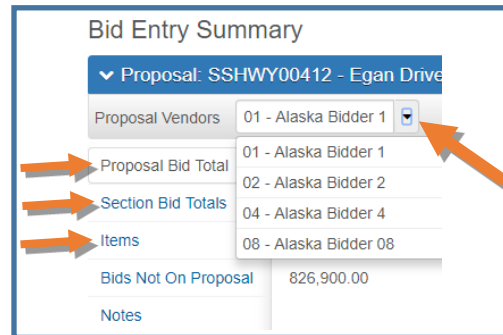 Bid Entry Summary
Proposal: SSHWY00412 - Egan Drive
Proposal Vendors 01 - Alaska Bidder 1
01 - Alaska Bidder 1
02 - Alaska Bidder 2
04 - Alaska Bidder 4
08 - Alaska Bidder 08
Proposal Bid Total
Section Bid Totals
Items
Bids Not On Proposal 826,900.00
Notes